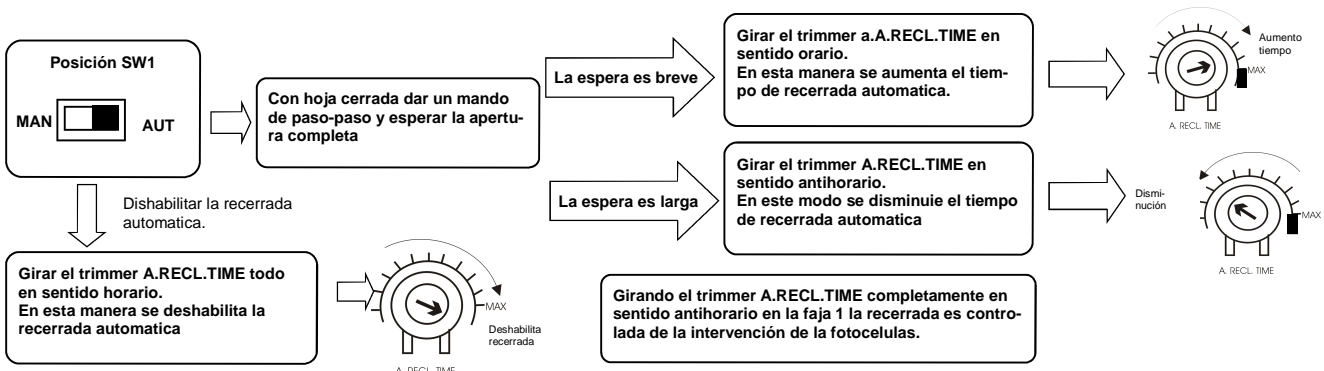 Posición SW1
MAN
AUT
Con hoja cerrada dar un mando
de paso-paso y esperar la apertu-
ra completa
La espera es breve
Girar el trimmer a.A.RECL.TIME en
sentido orario.
En esta manera se aumenta el tiem-
po de recerrada automatica.
Aumento
tiempo
MAX
A. RECL. TIME
La espera es larga
Girar el trimmer A.RECL.TIME en
sentido antihorario.
En este modo se disminuie el tiempo
de recerrada automatica
Dismi-
nución
MAX
A. RECL. TIME
Dishabilitar la recerrada
automatica.
Girar el trimmer A.RECL.TIME todo
en sentido horario.
En esta manera se deshabilita la
recerrada automatica
MAX
Deshabilita
recerrada
A. RECL. TIME
Girando el trimmer A.RECL.TIME completamente en
sentido antihorario en la faja 1 la recerrada es contro-
lada de la intervención de la fotocelulas.